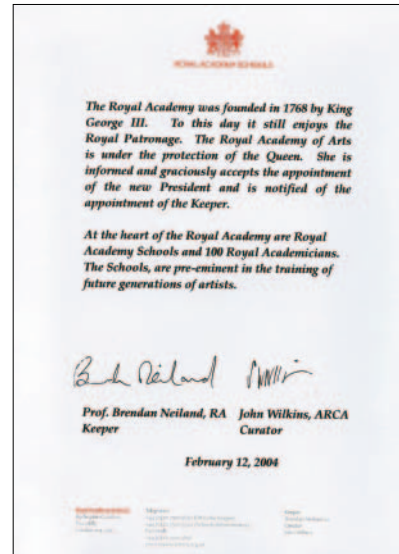 ROYAL ACADEMY SCHOOLS
The Royal Academy was founded in 1768 by King
George III. To this day it still enjoys the
Royal Patronage. The Royal Academy of Arts
is under the protection of the Queen. She is
informed and graciously accepts the appointment
of the new President and is notified of the
appointment of the Keeper.
At the heart of the Royal Academy are Royal
Academy Schools and 100 Royal Academicians.
The Schools, are pre-eminent in the training of
future generations of artists.
Prof. Brendan Neiland, RA John Wilkins, ARCA
Keeper Curator
February 12, 2004